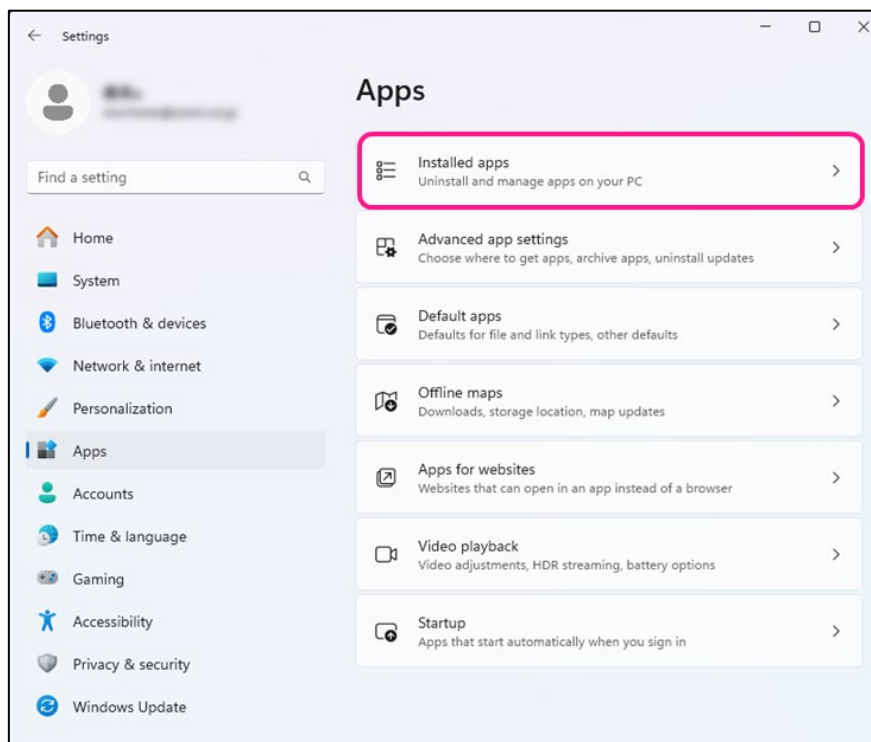 Settings
Find a setting
Home
System
Bluetooth & devices
Network & internet
Personalization
Apps
Accounts
Time & language
Gaming
Accessibility
Privacy & security
Windows Update
Apps
Installed apps
Uninstall and manage apps on your PC
Advanced app settings
Choose where to get apps, archive apps, uninstall updates
Default apps
Defaults for file and link types, other defaults
Offline maps
Downloads, storage location, map updates
Apps for websites
Websites that can open in an app instead of a browser
Video playback
Video adjustments, HDR streaming, battery options
Startup
Apps that start automatically when you sign in